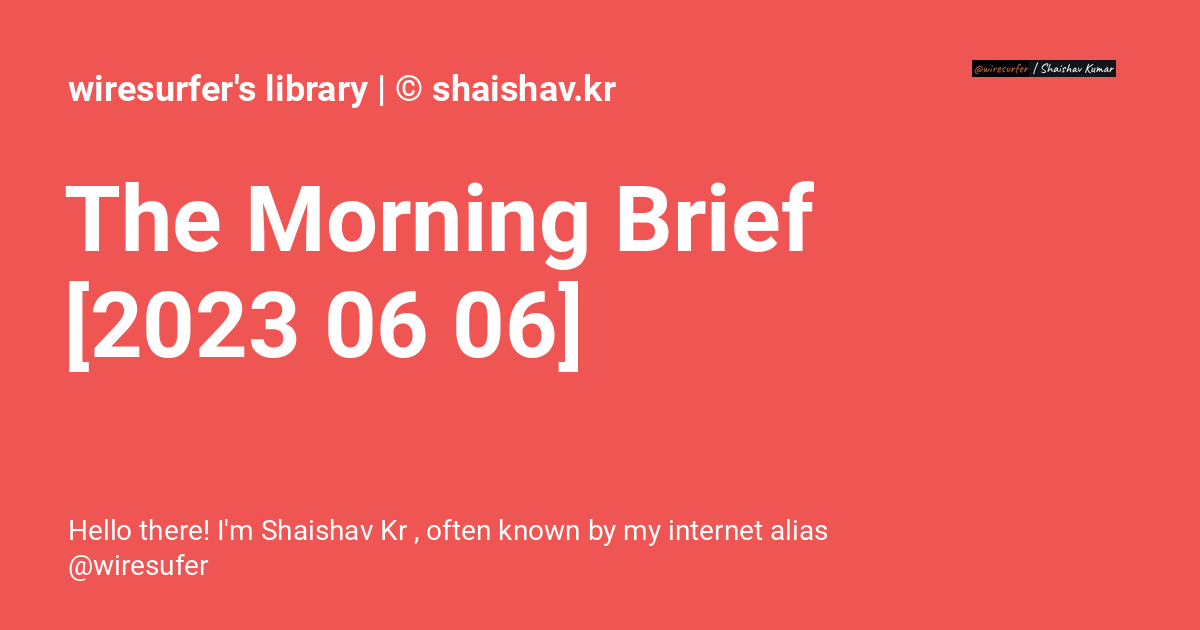 wiresurfer's library | © shaishav.kr
@wiresurfer / Shaishav Kumar
The Morning Brief
[2023 06 06]
Hello there! I'm Shaishav Kr , often known by my internet alias
@wiresufer